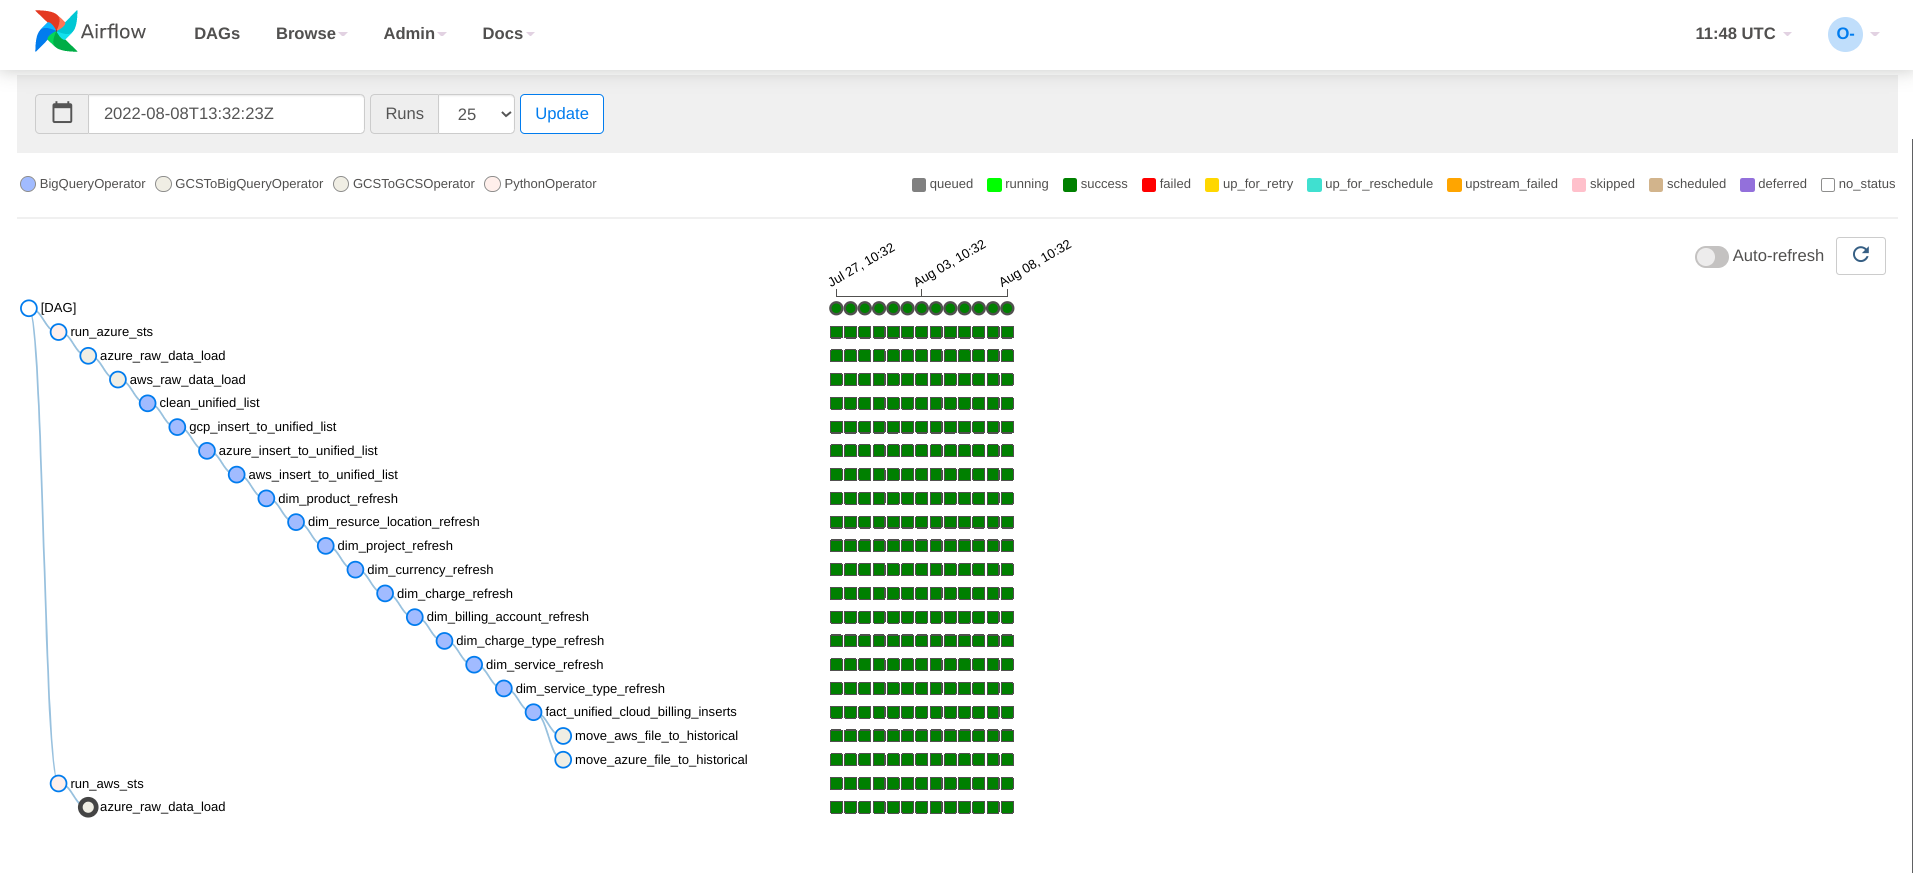 Airflow DAGs Browse Admin Docs 11:48 UTC O-
2022-08-08T13:32:23Z Runs 25 Update
BigQueryOperator GCSToBigQueryOperator GCSToGCSOperator PythonOperator queued running success failed up_for_retry up_for_reschedule upstream_failed skipped scheduled deferred no_status
Jul 27, 10:32 Aug 03, 10:32 Aug 08, 10:32
Auto-refresh
[DAG]
run_azure_sts
azure_raw_data_load
aws_raw_data_load
clean_unified_list
gcp_insert_to_unified_list
azure_insert_to_unified_list
aws_insert_to_unified_list
dim_product_refresh
dim_resurce_location_refresh
dim_project_refresh
dim_currency_refresh
dim_charge_refresh
dim_billing_account_refresh
dim_charge_type_refresh
dim_service_refresh
dim_service_type_refresh
fact_unified_cloud_billing_inserts
move_aws_file_to_historical
move_azure_file_to_historical
run_aws_sts
azure_raw_data_load